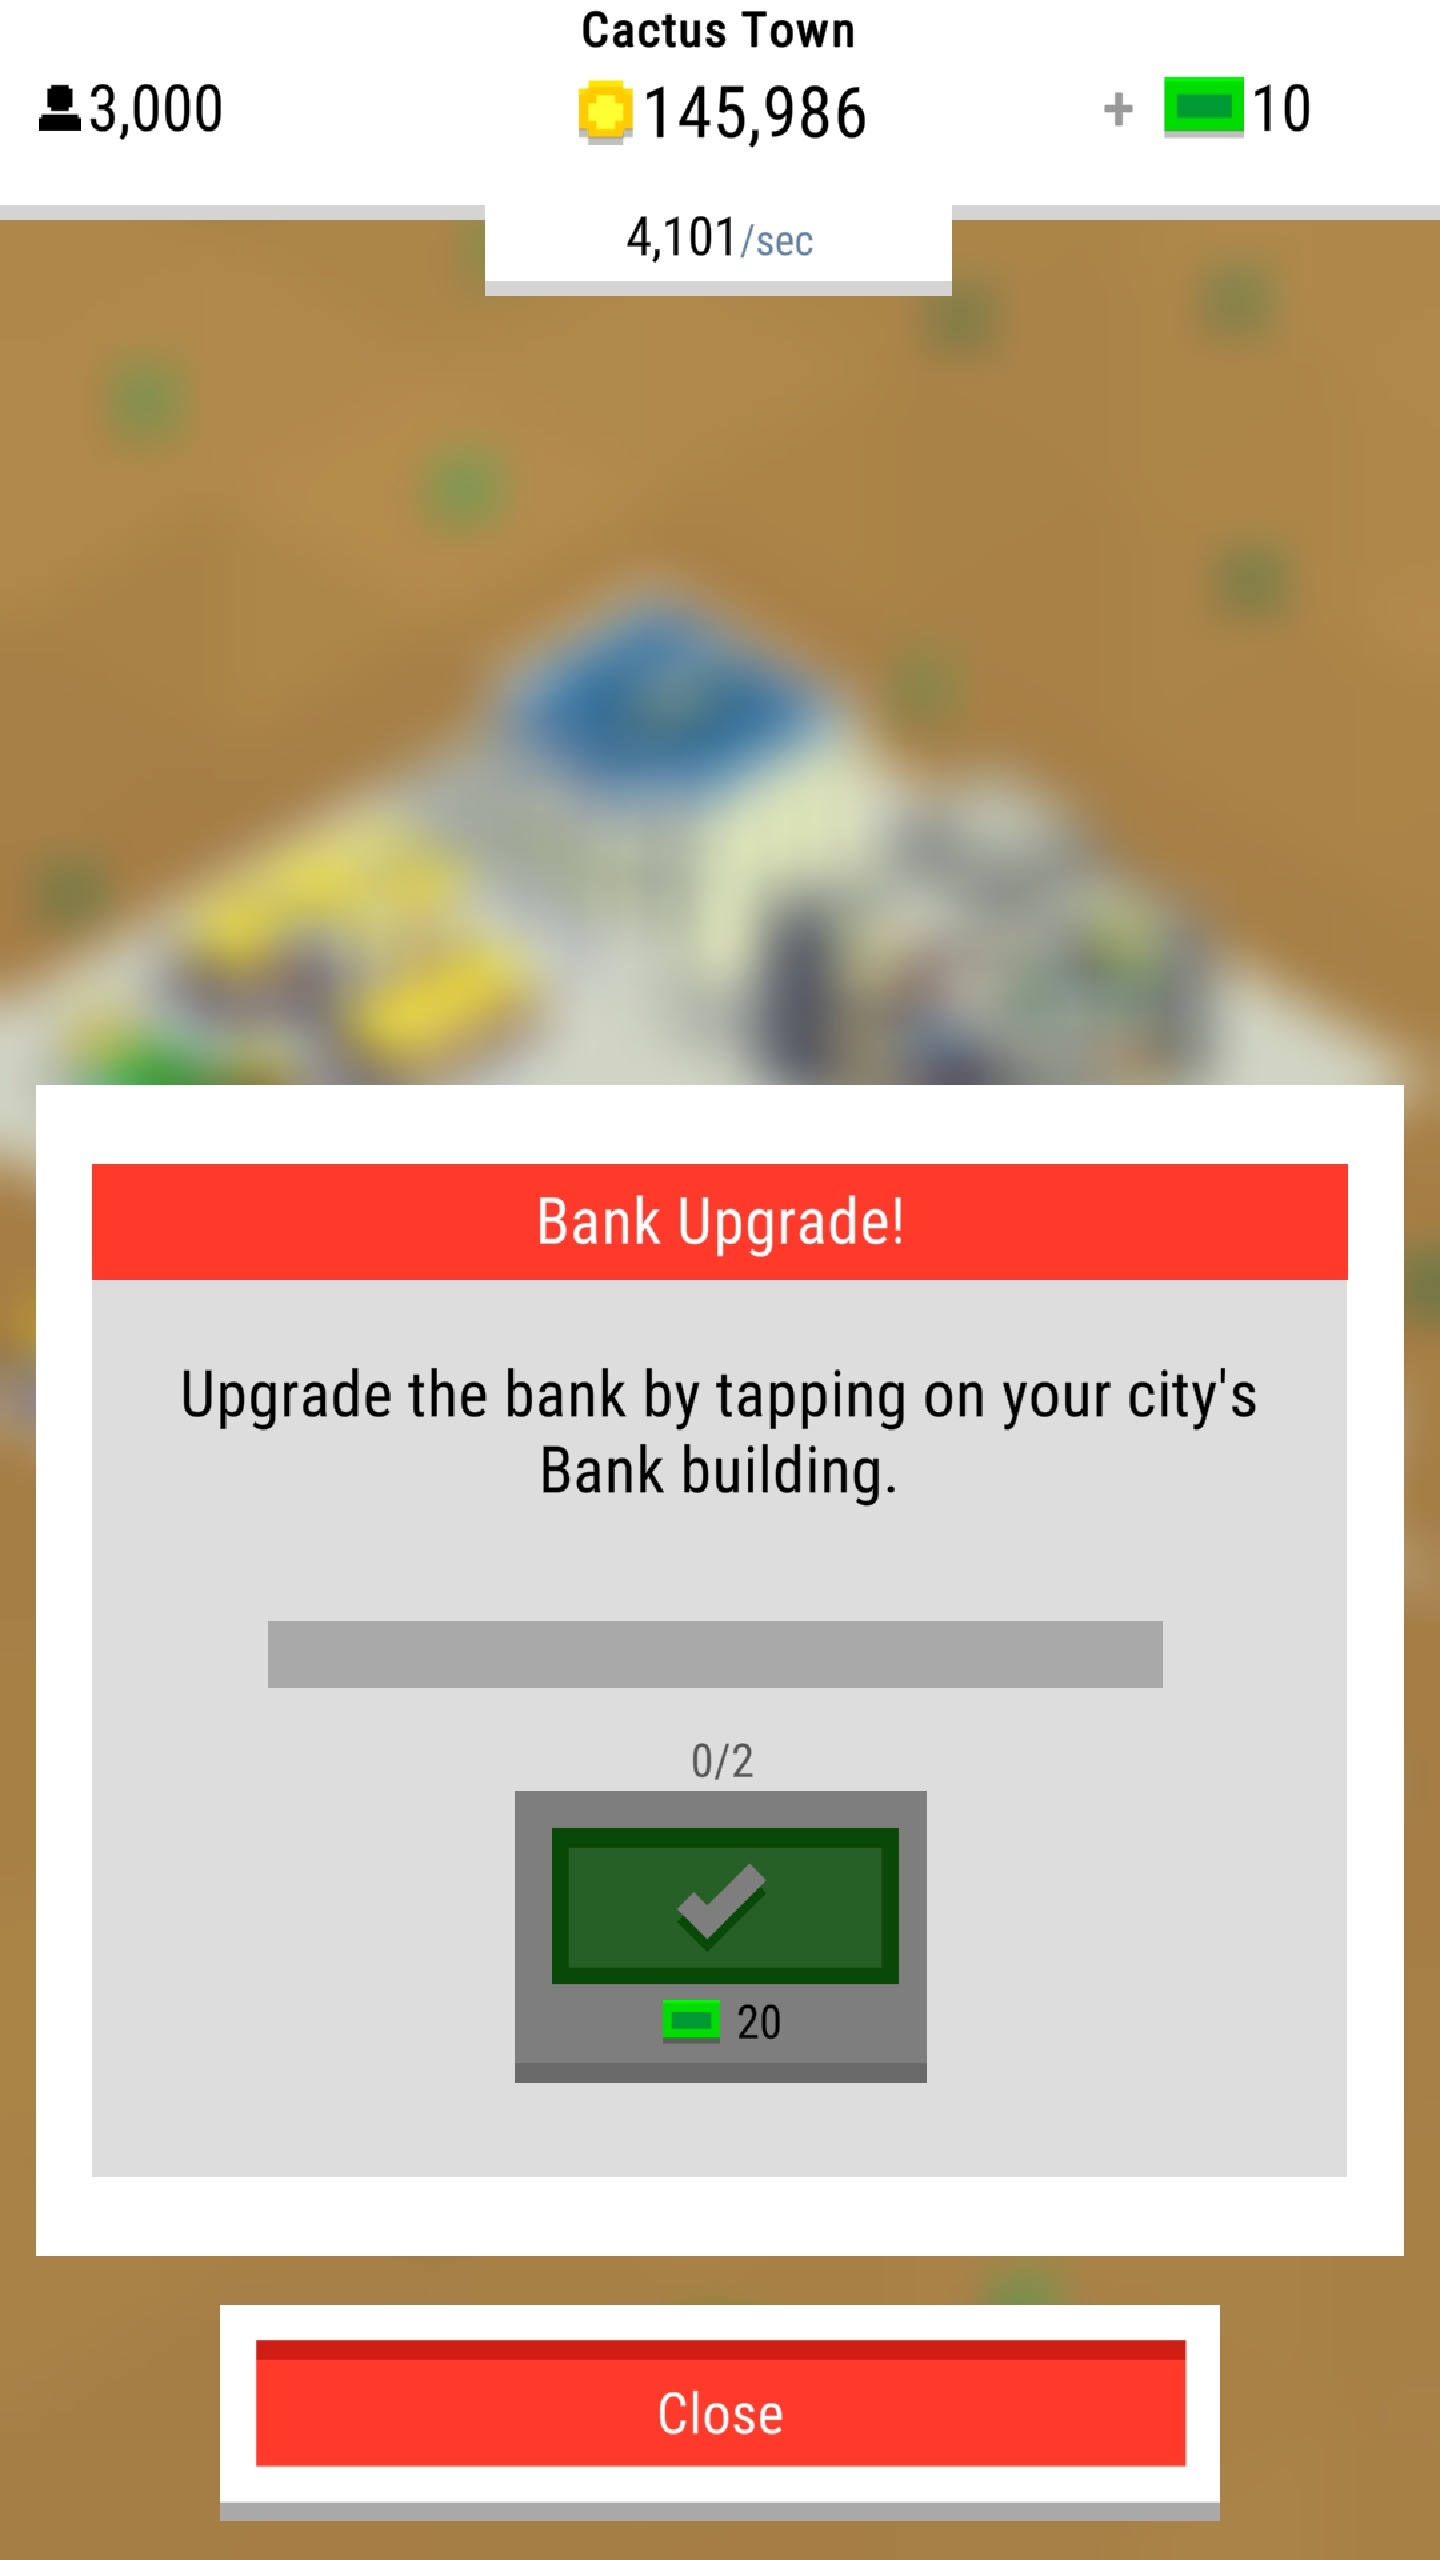 Cactus Town
3,000
145,986
+ 10
4,101/sec
Bank Upgrade!
Upgrade the bank by tapping on your city's
Bank building.
0/2
20
Close